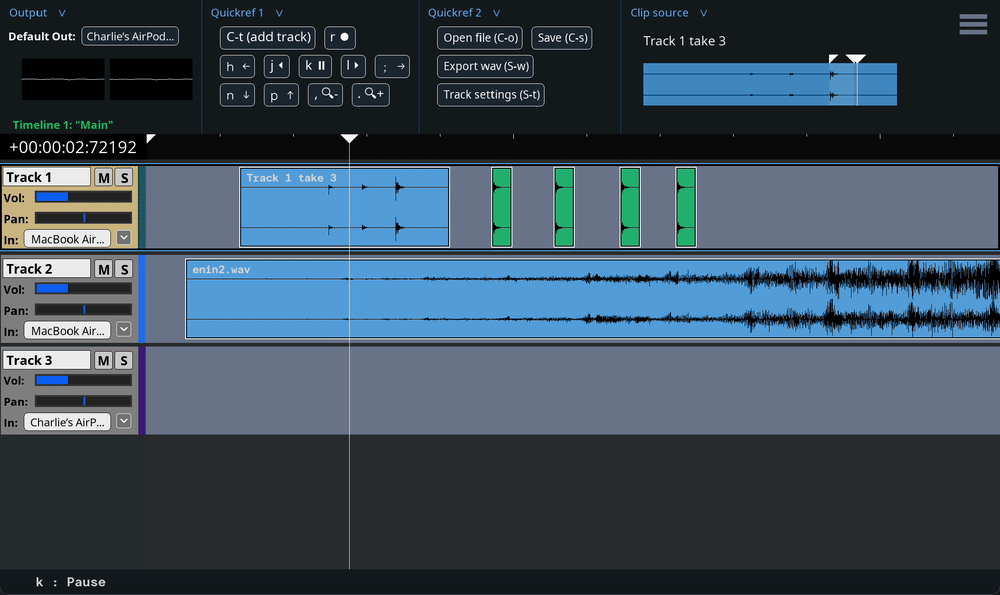 Output v
Default Out: Charlie's AirPod...
Quickref 1 v
C-t (add track) r
h ← j k l ; →
n ↓ p ↑ , - . +
Quickref 2 v
Open file (C-o) Save (C-s)
Export wav (S-w)
Track settings (S-t)
Clip source v
Track 1 take 3
Timeline 1: "Main"
+00:00:02:72192
Track 1 M S
Vol:
Pan:
In: MacBook Air...
Track 1 take 3
Track 2 M S
Vol:
Pan:
In: MacBook Air...
enin2.wav
Track 3 M S
Vol:
Pan:
In: Charlie's AirP...
k : Pause